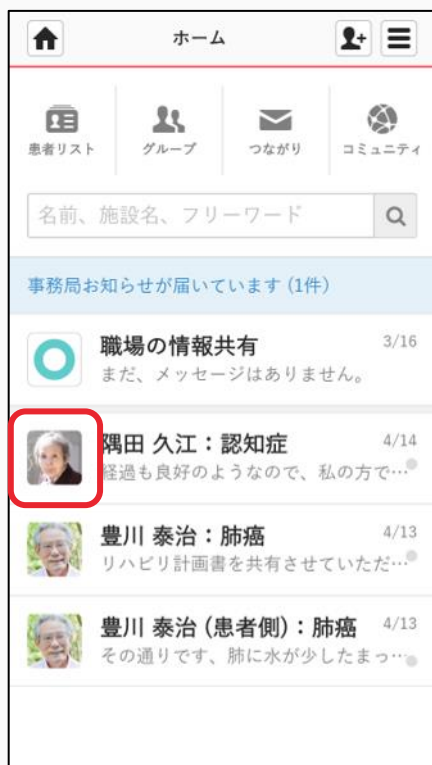 ホーム
患者リスト
グループ
つながり
コミュニティ
名前、施設名、フリーワード
事務局お知らせが届いています (1件)
職場の情報共有
3/16
まだ、メッセージはありません。
隅田 久江：認知症
4/14
経過も良好のようなので、私の方で…
豊川 泰治：肺癌
4/13
リハビリ計画書を共有させていただ…
豊川 泰治 (患者側)：肺癌
4/13
その通りです、肺に水が少したまっ…